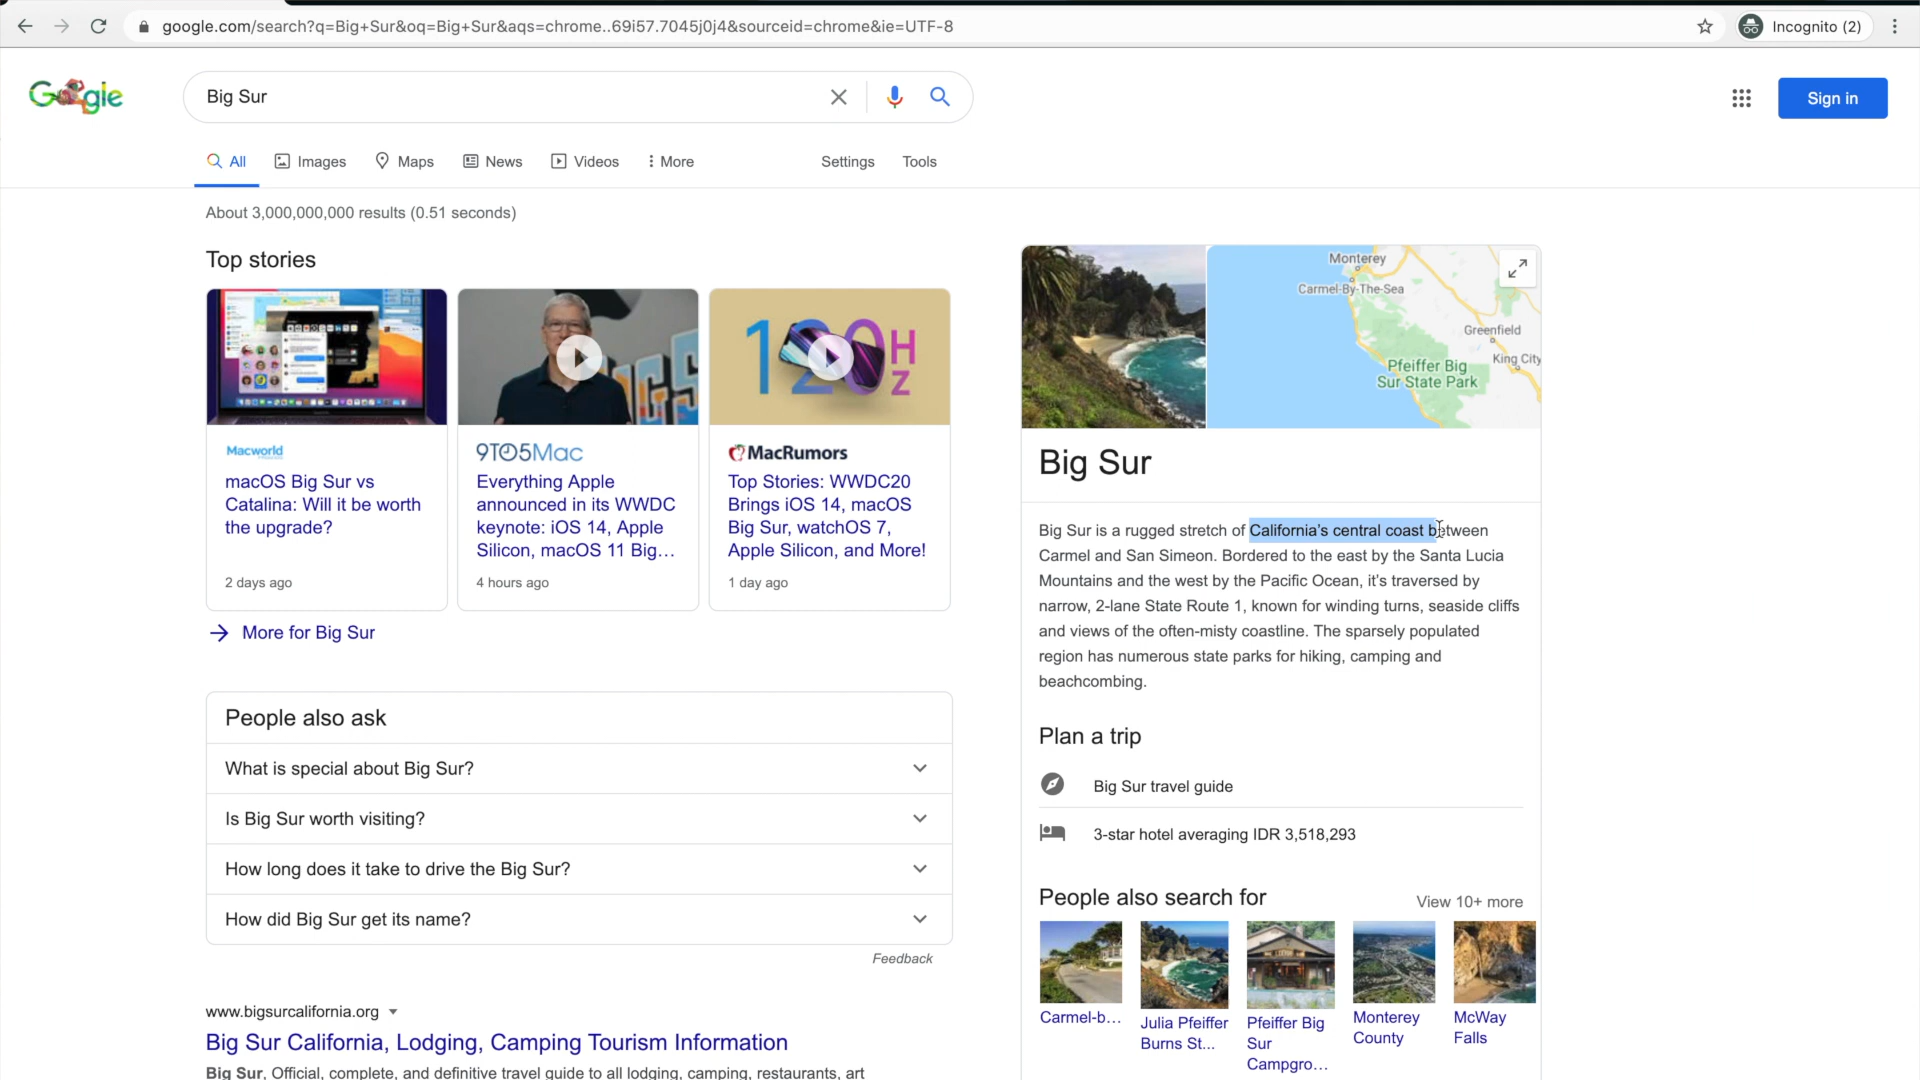 google.com/search?q=Big+Sur&oq=Big+Sur&aqs=chrome..69i57.7045j0j4&sourceid=chrome&ie=UTF-8
Incognito (2)
Google
Big Sur
Sign in
All
Images
Maps
News
Videos
More
Settings
Tools
About 3,000,000,000 results (0.51 seconds)
Top stories
120Hz
Macworld
macOS Big Sur vs
Catalina: Will it be worth
the upgrade?
2 days ago
9TO5Mac
Everything Apple
announced in its WWDC
keynote: iOS 14, Apple
Silicon, macOS 11 Big...
4 hours ago
MacRumors
Top Stories: WWDC20
Brings iOS 14, macOS
Big Sur, watchOS 7,
Apple Silicon, and More!
1 day ago
More for Big Sur
People also ask
What is special about Big Sur?
Is Big Sur worth visiting?
How long does it take to drive the Big Sur?
How did Big Sur get its name?
Feedback
www.bigsurcalifornia.org
Big Sur California, Lodging, Camping Tourism Information
Big Sur, Official, complete, and definitive travel guide to all lodging, camping, restaurants, art
Monterey
Carmel-By-The-Sea
Greenfield
King City
Pfeiffer Big
Sur State Park
Big Sur
Big Sur is a rugged stretch of California’s central coast between
Carmel and San Simeon. Bordered to the east by the Santa Lucia
Mountains and the west by the Pacific Ocean, it’s traversed by
narrow, 2-lane State Route 1, known for winding turns, seaside cliffs
and views of the often-misty coastline. The sparsely populated
region has numerous state parks for hiking, camping and
beachcombing.
Plan a trip
Big Sur travel guide
3-star hotel averaging IDR 3,518,293
People also search for
View 10+ more
Carmel-b...
Julia Pfeiffer
Burns St...
Pfeiffer Big
Sur
Campgro...
Monterey
County
McWay
Falls